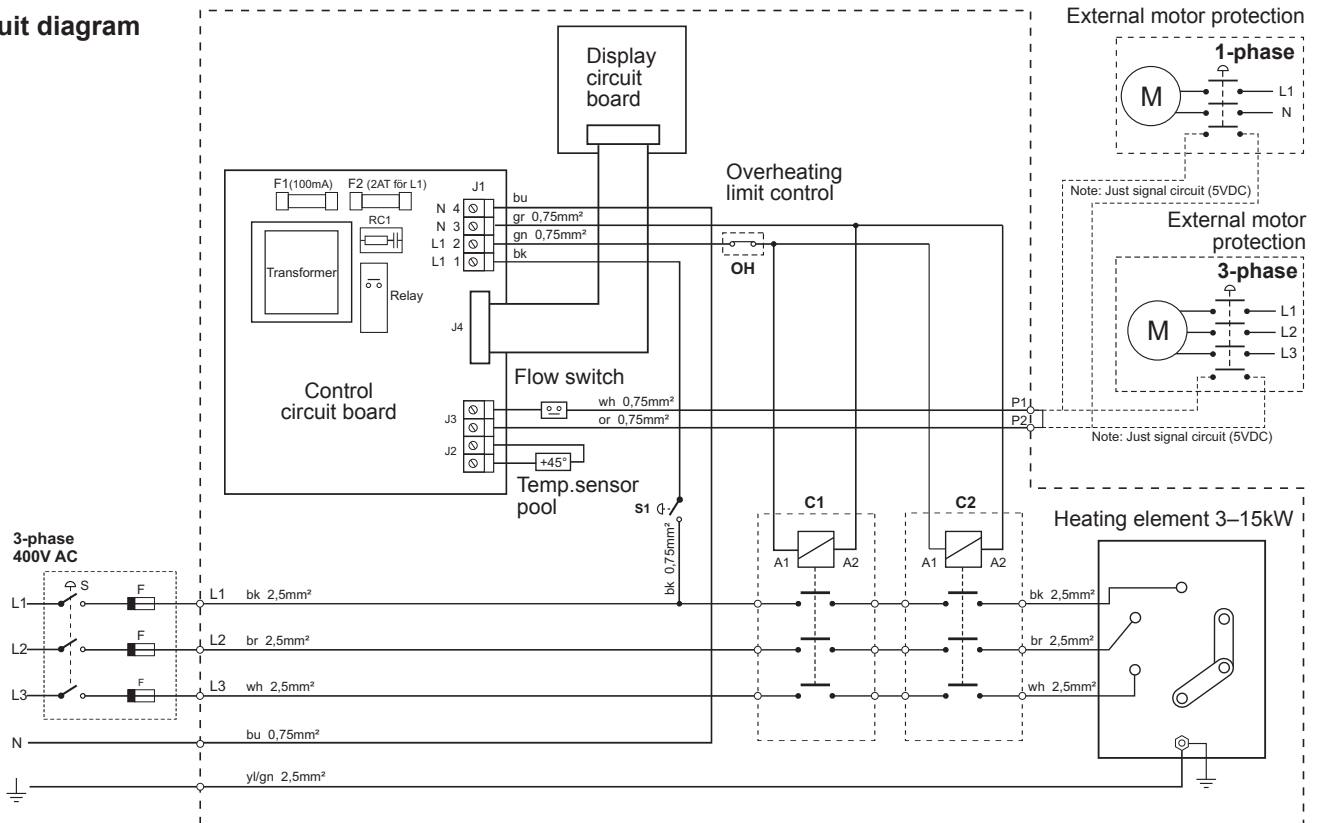 uit diagram
External motor protection
1-phase
M
L1
N
Note: Just signal circuit (5VDC)
External motor
protection
3-phase
M
L1
L2
L3
Note: Just signal circuit (5VDC)
Display
circuit
board
Overheating
limit control
OH
F1(100mA)
F2 (2AT för L1)
RC1
Transformer
Relay
J1
N 4
N 3
L1 2
L1 1
bu
gr 0,75mm²
gn 0,75mm²
bk
J4
Control
circuit board
Flow switch
J3
J2
wh 0,75mm²
or 0,75mm²
P1
P2
+45°
Temp.sensor
pool
S1
bk 0,75mm²
C1
A1
A2
C2
A1
A2
Heating element 3–15kW
3-phase
400V AC
S
L1
F
L1
bk 2,5mm²
bk 2,5mm²
L2
F
L2
br 2,5mm²
br 2,5mm²
L3
F
L3
wh 2,5mm²
wh 2,5mm²
N
bu 0,75mm²
yl/gn 2,5mm²